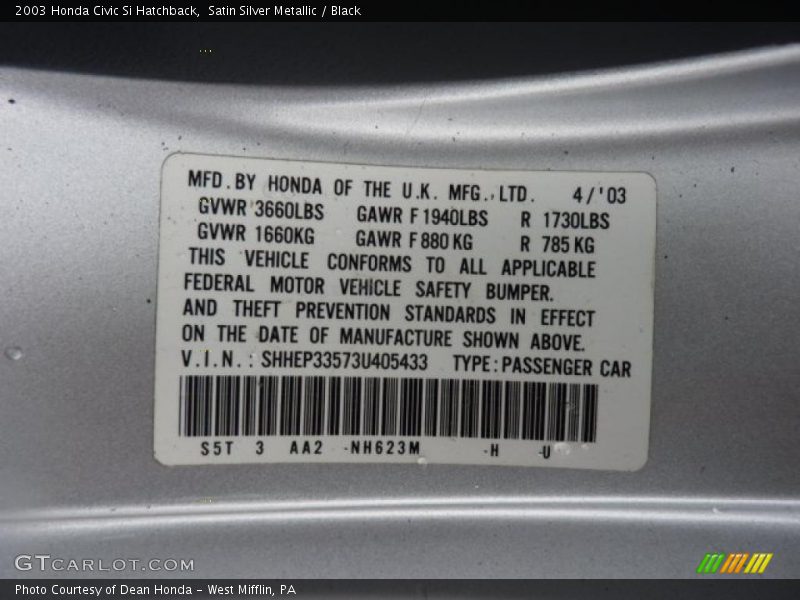 2003 Honda Civic Si Hatchback,  Satin Silver Metallic / Black
MFD. BY HONDA OF THE U.K. MFG., LTD. 4/'03
GVWR 3660LBS GAWR F 1940LBS R 1730LBS
GVWR 1660KG GAWR F 880 KG R 785 KG
THIS VEHICLE CONFORMS TO ALL APPLICABLE
FEDERAL MOTOR VEHICLE SAFETY BUMPER.
AND THEFT PREVENTION STANDARDS IN EFFECT
ON THE DATE OF MANUFACTURE SHOWN ABOVE.
V.I.N.: SHHEP33573U405433 TYPE: PASSENGER CAR
S5T 3 AA2 -NH623M -H -U
GTCARLOT.COM
Photo Courtesy of Dean Honda - West Mifflin, PA